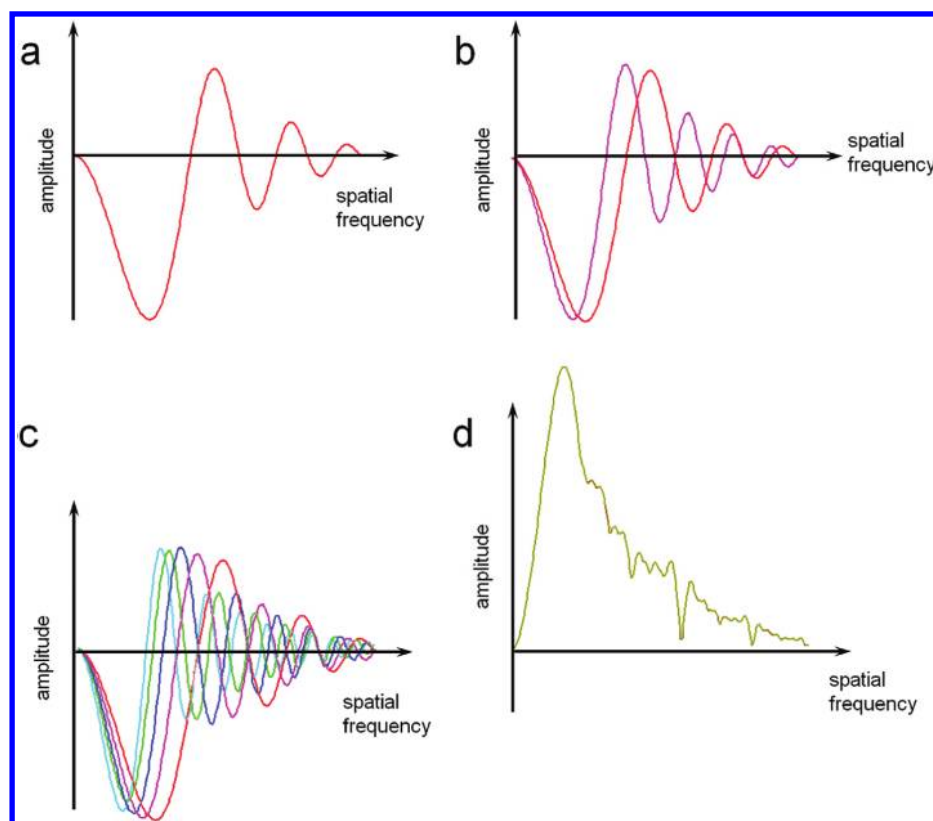 a
amplitude
spatial
frequency
b
amplitude
spatial
frequency
c
amplitude
spatial
frequency
d
amplitude
spatial
frequency